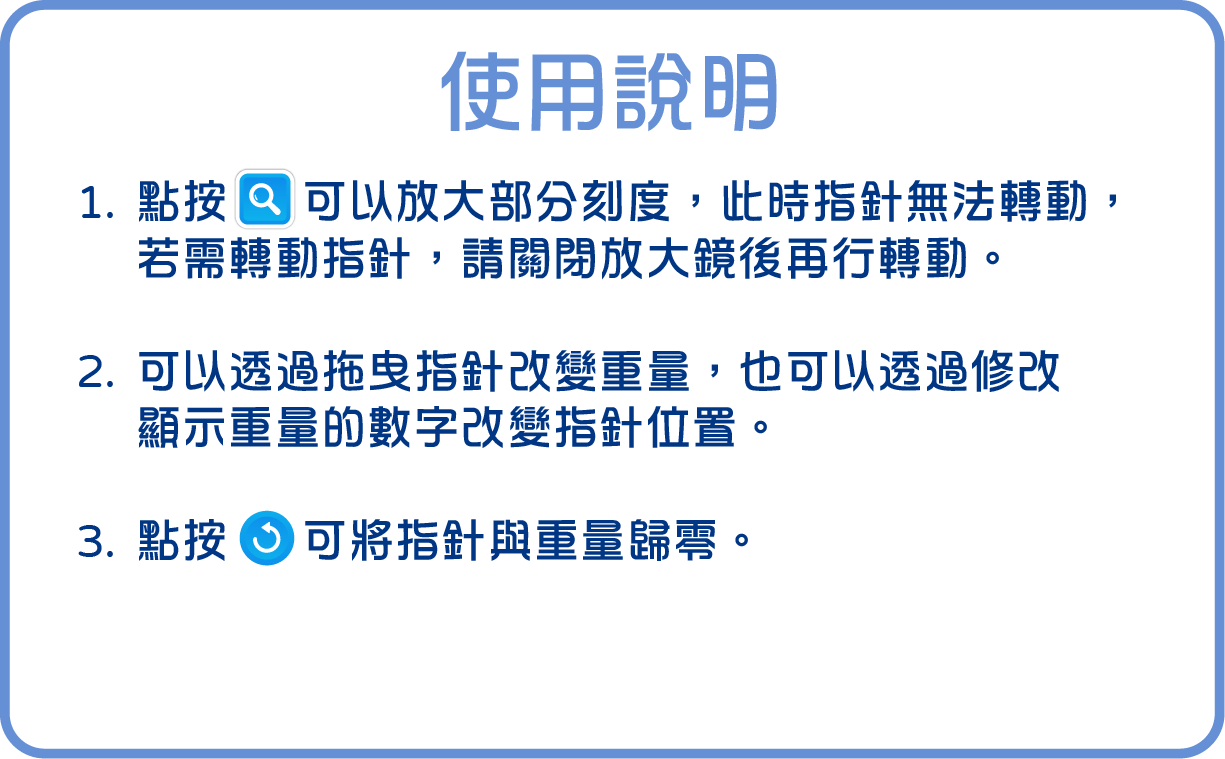 使用說明
1. 點按 可以放大部分刻度，此時指針無法轉動，
若需轉動指針，請關閉放大鏡後再行轉動。
2. 可以透過拖曳指針改變重量，也可以透過修改
顯示重量的數字改變指針位置。
3. 點按 可將指針與重量歸零。